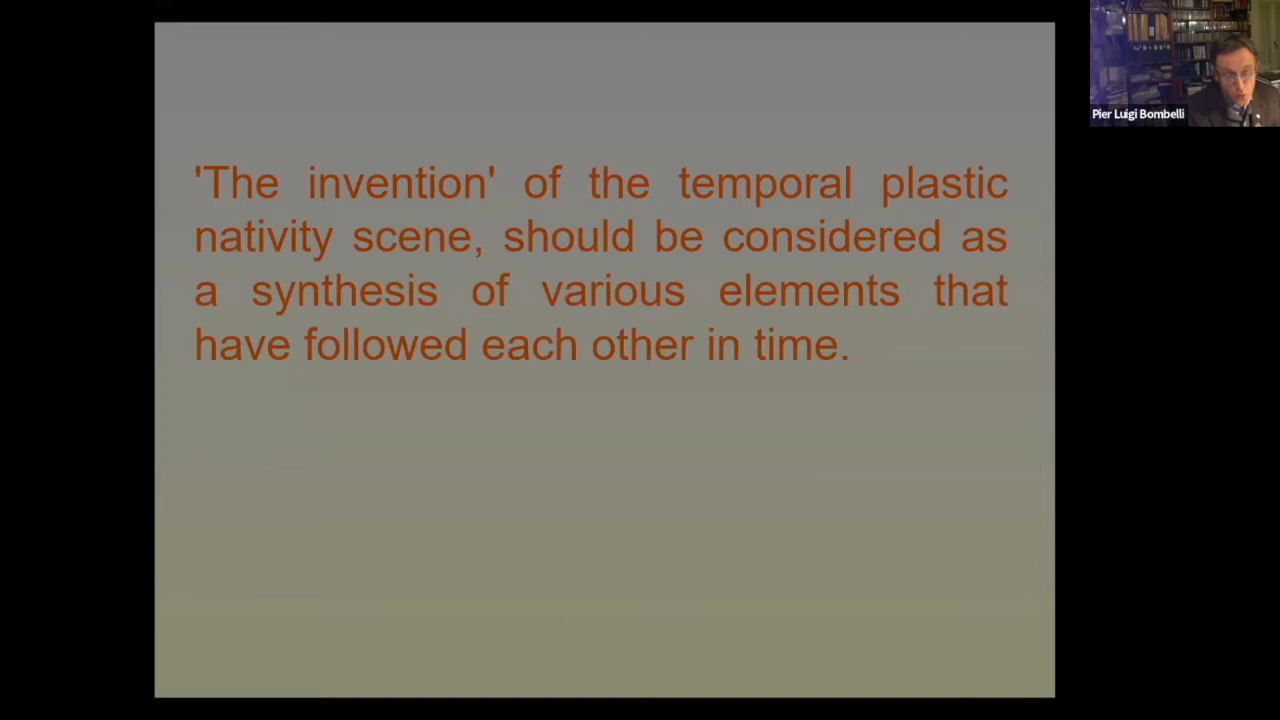 'The invention' of the temporal plastic
nativity scene, should be considered as
a synthesis of various elements that
have followed each other in time.
Pier Luigi Bombelli